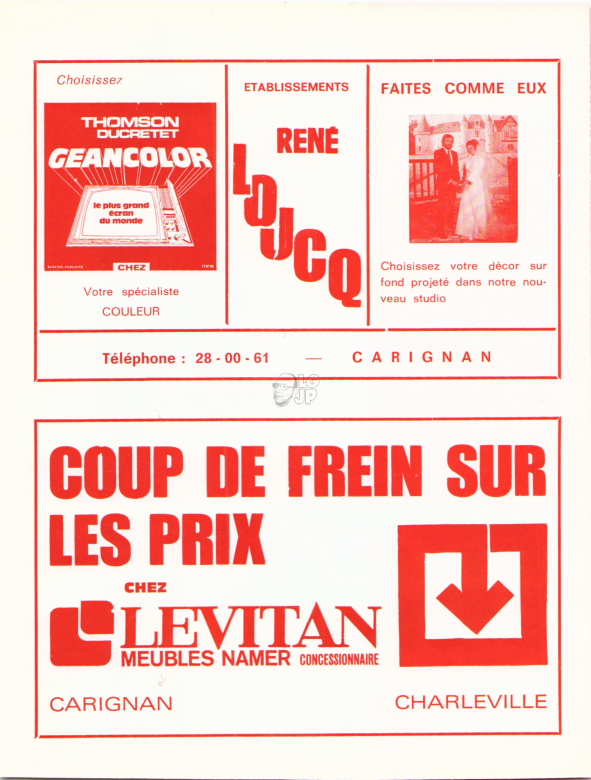 Choisissez
THOMSON
DUCRETET
GEANCOLOR
le plus grand
écran
du monde
CHEZ
Votre spécialiste
COULEUR
ETABLISSEMENTS
RENÉ
LOUCQ
FAITES COMME EUX
Choisissez votre décor sur
fond projeté dans notre nou-
veau studio
Téléphone : 28-00-61 — CARIGNAN
LGJP
COUP DE FREIN SUR
LES PRIX
CHEZ
LEVITAN
MEUBLES NAMER CONCESSIONNAIRE
CARIGNAN CHARLEVILLE